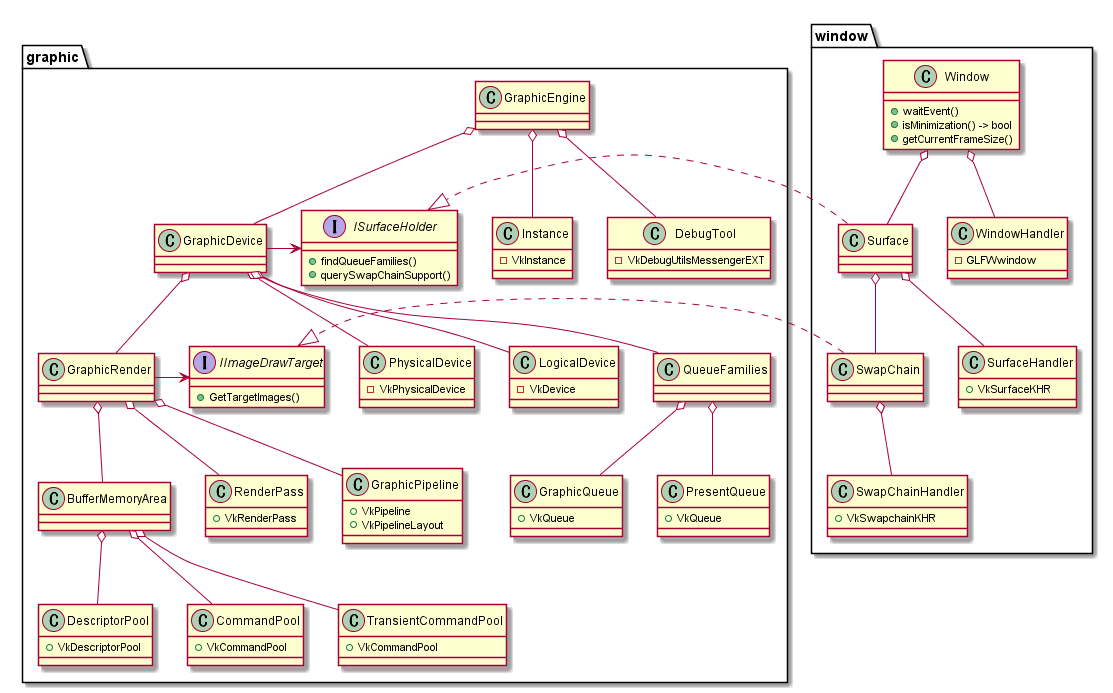 graphic
C GraphicEngine
C GraphicDevice
I ISurfaceHolder
findQueueFamilies()
querySwapChainSupport()
C Instance
VkInstance
C DebugTool
VkDebugUtilsMessengerEXT
C GraphicRender
I IImageDrawTarget
GetTargetImages()
C PhysicalDevice
VkPhysicalDevice
C LogicalDevice
VkDevice
C QueueFamilies
C BufferMemoryArea
C RenderPass
VkRenderPass
C GraphicPipeline
VkPipeline
VkPipelineLayout
C GraphicQueue
VkQueue
C PresentQueue
VkQueue
C DescriptorPool
VkDescriptorPool
C CommandPool
VkCommandPool
C TransientCommandPool
VkCommandPool
window
C Window
waitEvent()
isMinimization() -> bool
getCurrentFrameSize()
C Surface
C WindowHandler
GLFWwindow
C SwapChain
C SurfaceHandler
VkSurfaceKHR
C SwapChainHandler
VkSwapchainKHR